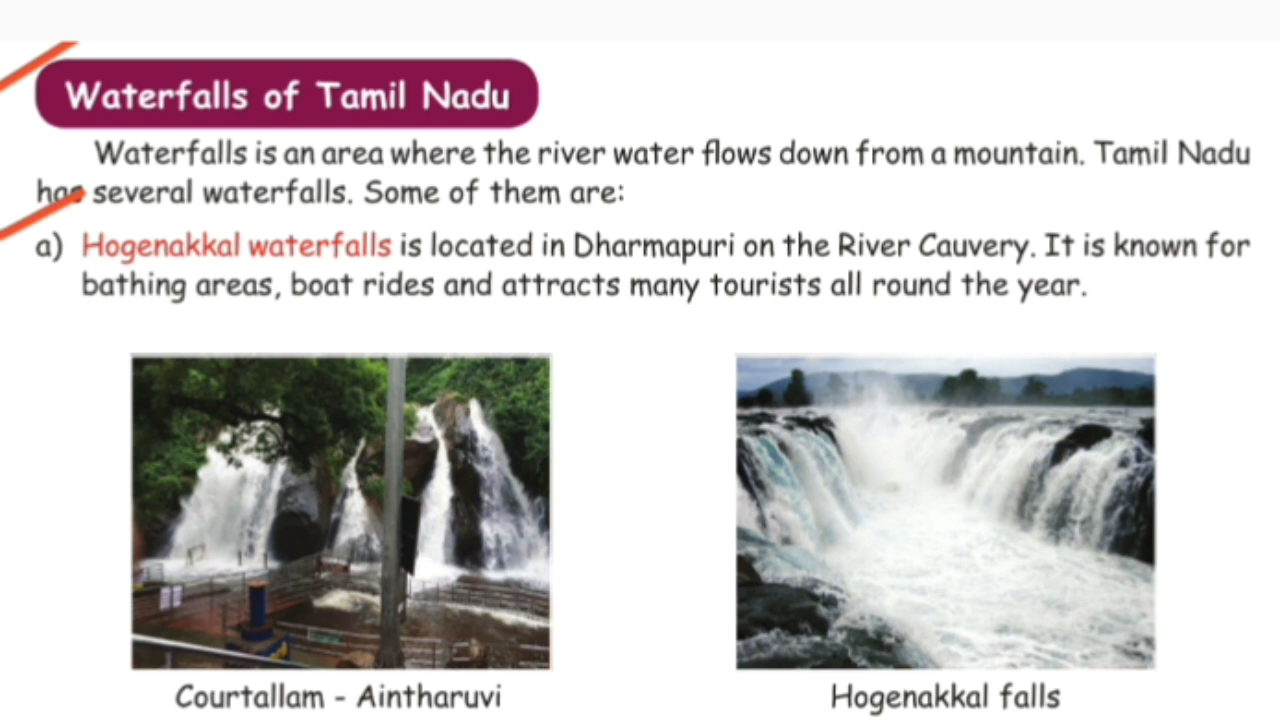 Waterfalls of Tamil Nadu
Waterfalls is an area where the river water flows down from a mountain. Tamil Nadu
has several waterfalls. Some of them are:
a) Hogenakkal waterfalls is located in Dharmapuri on the River Cauvery. It is known for
bathing areas, boat rides and attracts many tourists all round the year.
Courtallam - Aintharuvi
Hogenakkal falls